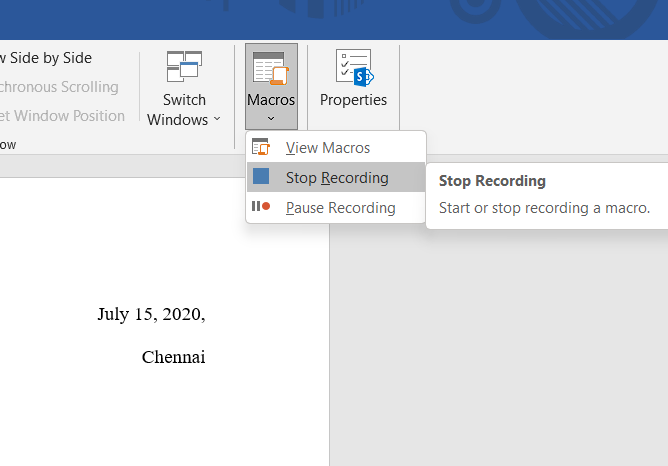 w Side by Side
chronous Scrolling
et Window Position
ow
Switch
Windows
Macros
Properties
View Macros
Stop Recording
Pause Recording
Stop Recording
Start or stop recording a macro.
July 15, 2020,
Chennai